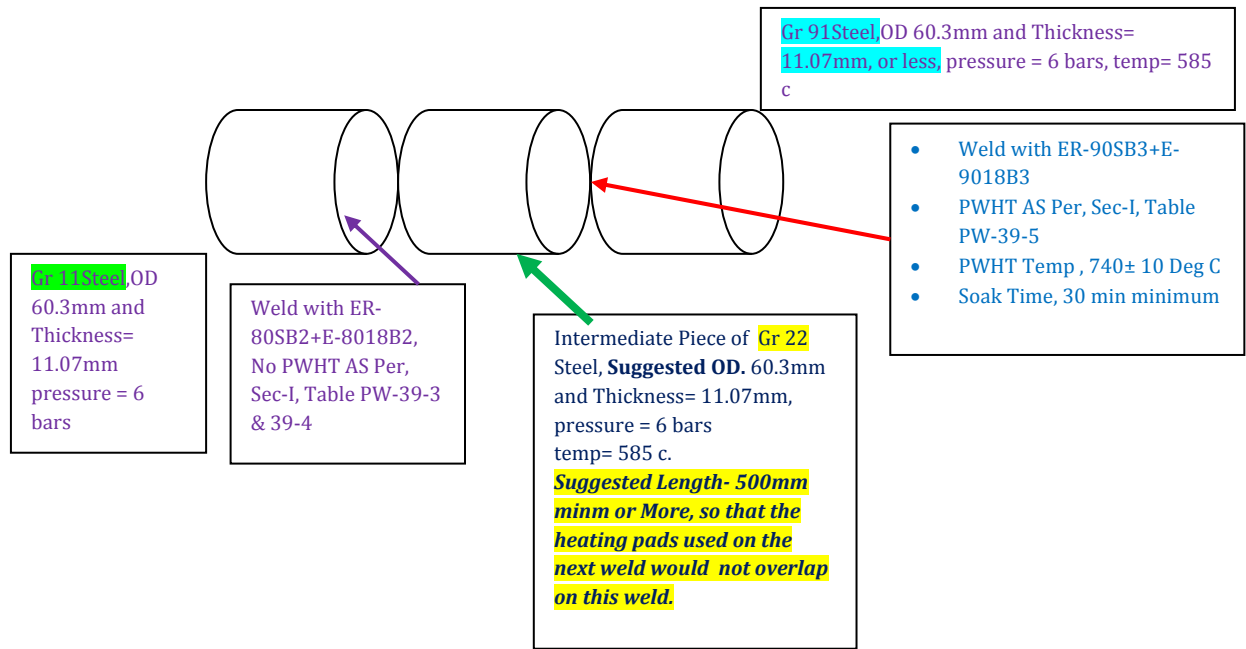 Gr 91Steel,OD 60.3mm and Thickness=
11.07mm, or less, pressure = 6 bars, temp= 585
c
• Weld with ER-90SB3+E-
9018B3
• PWHT AS Per, Sec-I, Table
PW-39-5
• PWHT Temp , 740± 10 Deg C
• Soak Time, 30 min minimum
Gr 11Steel,OD
60.3mm and
Thickness=
11.07mm
pressure = 6
bars
Weld with ER-
80SB2+E-8018B2,
No PWHT AS Per,
Sec-I, Table PW-39-3
& 39-4
Intermediate Piece of Gr 22
Steel, Suggested OD. 60.3mm
and Thickness= 11.07mm,
pressure = 6 bars
temp= 585 c.
Suggested Length- 500mm
minm or More, so that the
heating pads used on the
next weld would not overlap
on this weld.